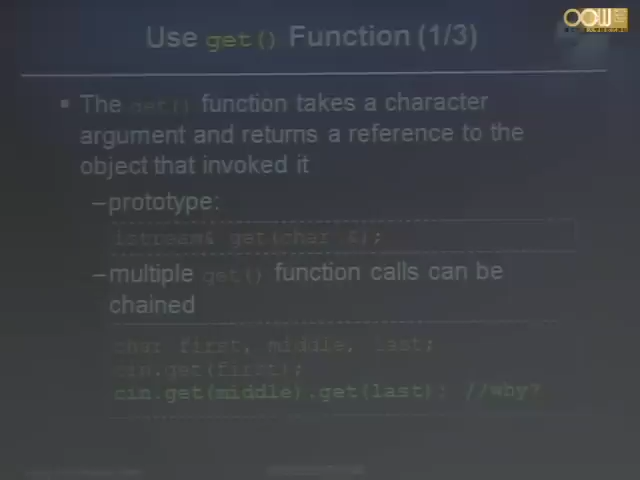 OOW
Use get() Function (1/3)
▪ The get() function takes a character
argument and returns a reference to the
object that invoked it
–prototype:
istream& get(char &);
–multiple get() function calls can be
chained
char first, middle, last;
cin.get(first);
cin.get(middle).get(last); //why?